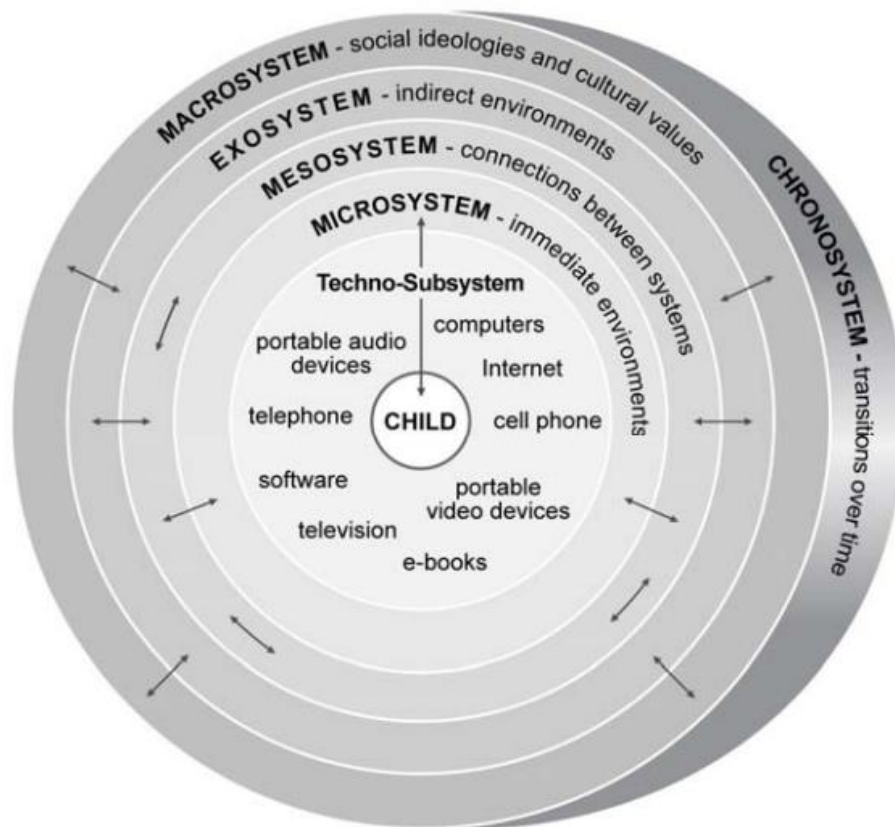 MACROSYSTEM - social ideologies and cultural values
EXOSYSTEM - indirect environments
MESOSYSTEM - connections between systems
MICROSYSTEM - immediate environments
CHRONOSYSTEM - transitions over time
Techno-Subsystem
computers
portable audio
devices
Internet
telephone
CHILD
cell phone
software
portable
video devices
television
e-books